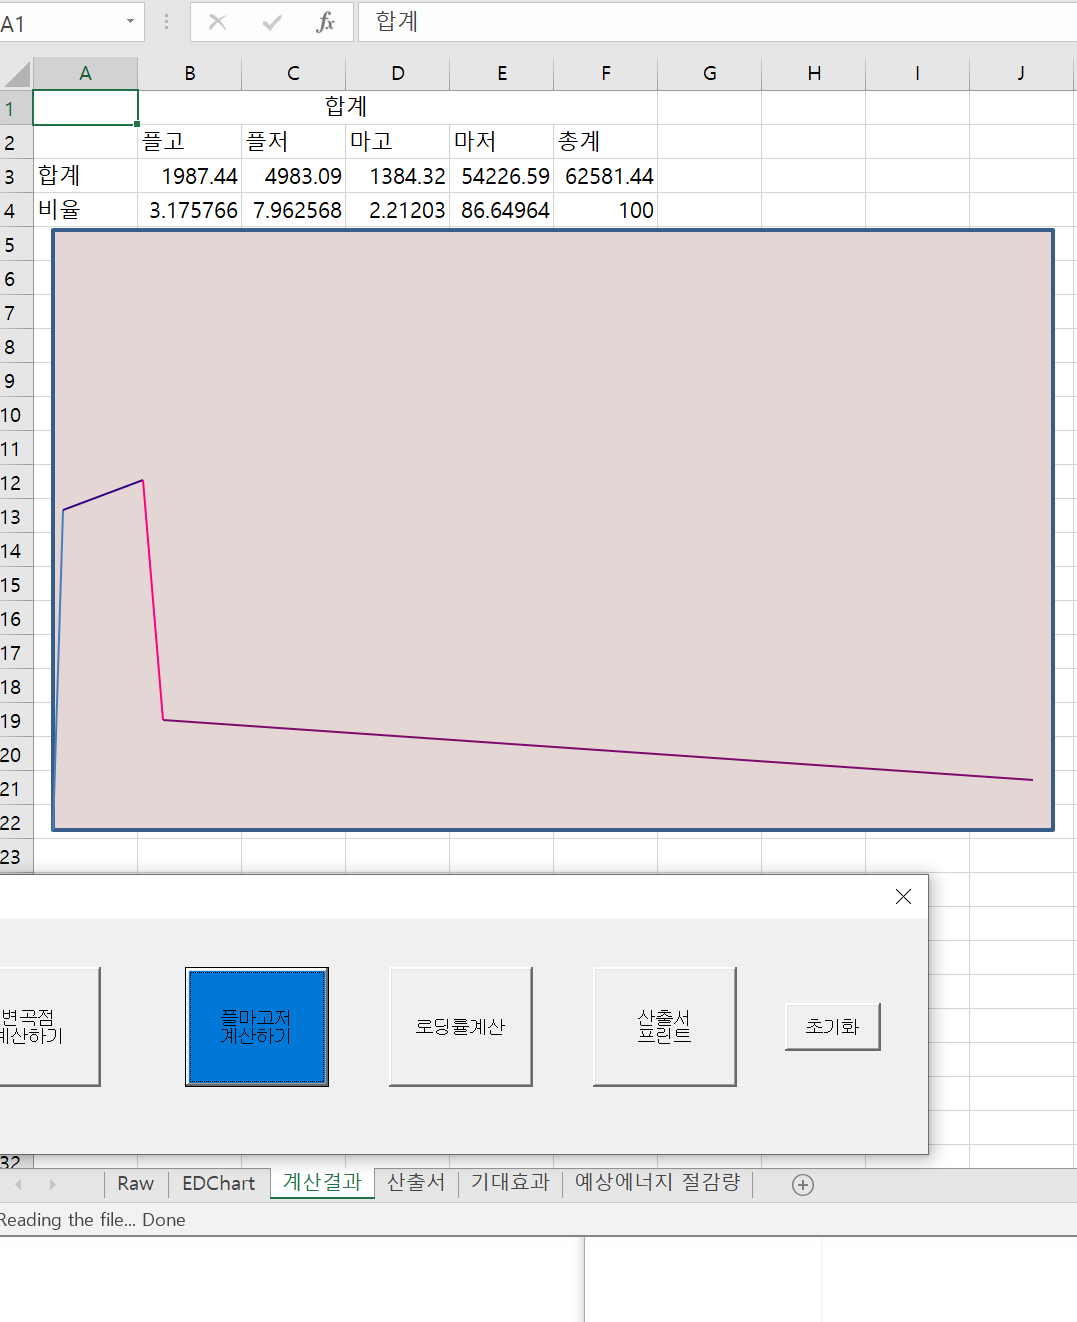 A1 fx 합계
A B C D E F G H I J
1 합계
2 플고 플저 마고 마저 총계
3 합계 1987.44 4983.09 1384.32 54226.59 62581.44
4 비율 3.175766 7.962568 2.21203 86.64964 100
5
6
7
8
9
10
11
12
13
14
15
16
17
18
19
20
21
22
23
변곡점
계산하기
플마고저
계산하기
로딩률계산
산출서
프린트
초기화
32
Raw EDChart 계산결과 산출서 기대효과 예상에너지 절감량
Reading the file... Done